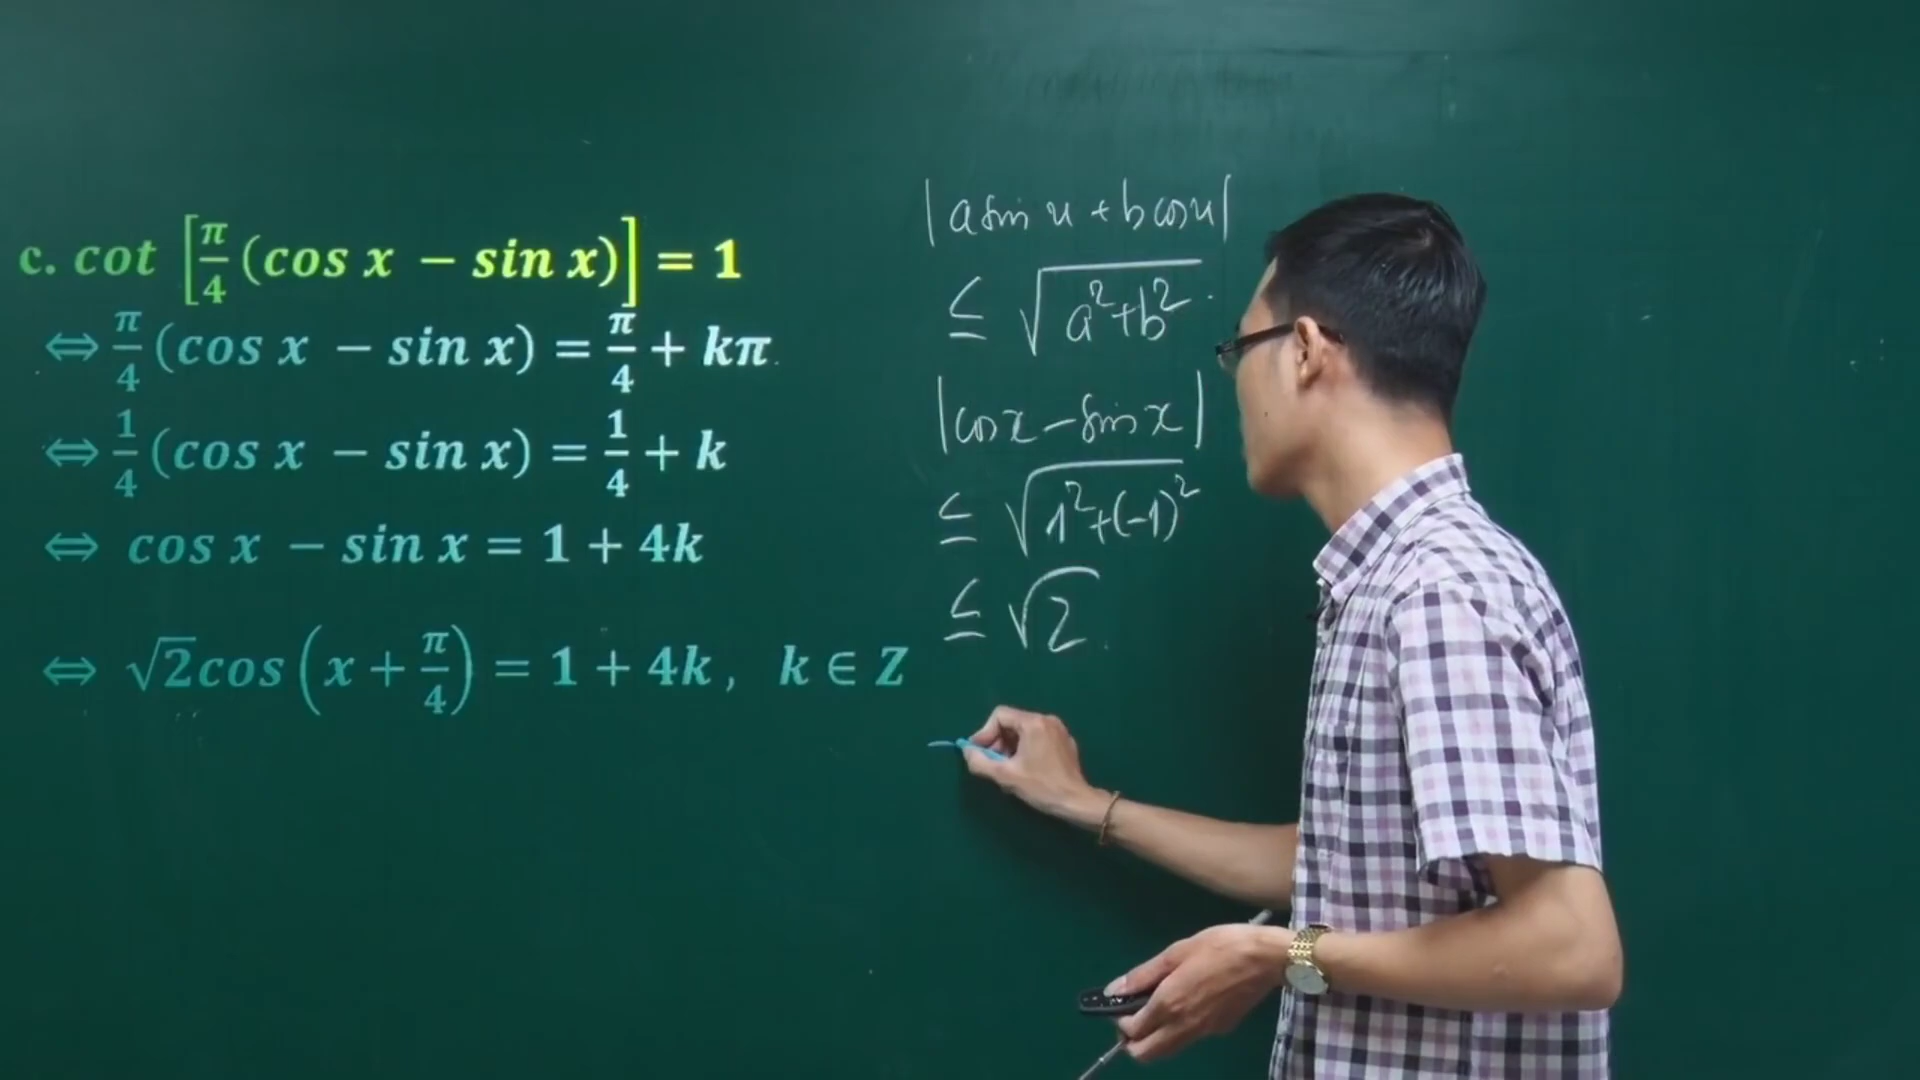 c. cot [π/4 (cos x − sin x)] = 1
⇔ π/4 (cos x − sin x) = π/4 + kπ
⇔ 1/4 (cos x − sin x) = 1/4 + k
⇔ cos x − sin x = 1 + 4k
⇔ √2cos (x + π/4) = 1 + 4k, k ∈ Z
|a sin u + b cos u|
≤ √(a² + b²).
|cos x − sin x|
≤ √(1² + (−1)²)
≤ √2.